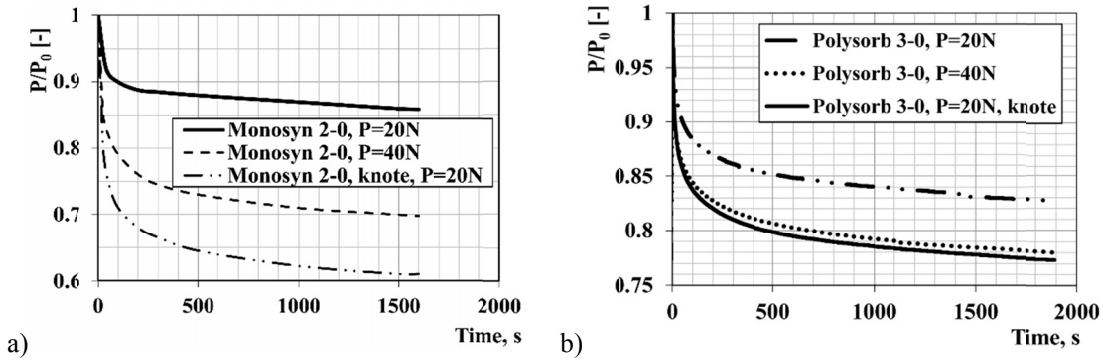 P/P0 [-]
1
0.9
0.8
0.7
0.6
Monosyn 2-0, P=20N
Monosyn 2-0, P=40N
Monosyn 2-0, knote, P=20N
0 500 1000 1500 2000
Time, s
a)
P/P0 [-]
1
0.95
0.9
0.85
0.8
0.75
Polysorb 3-0, P=20N
Polysorb 3-0, P=40N
Polysorb 3-0, P=20N, knote
0 500 1000 1500 2000
Time, s
b)